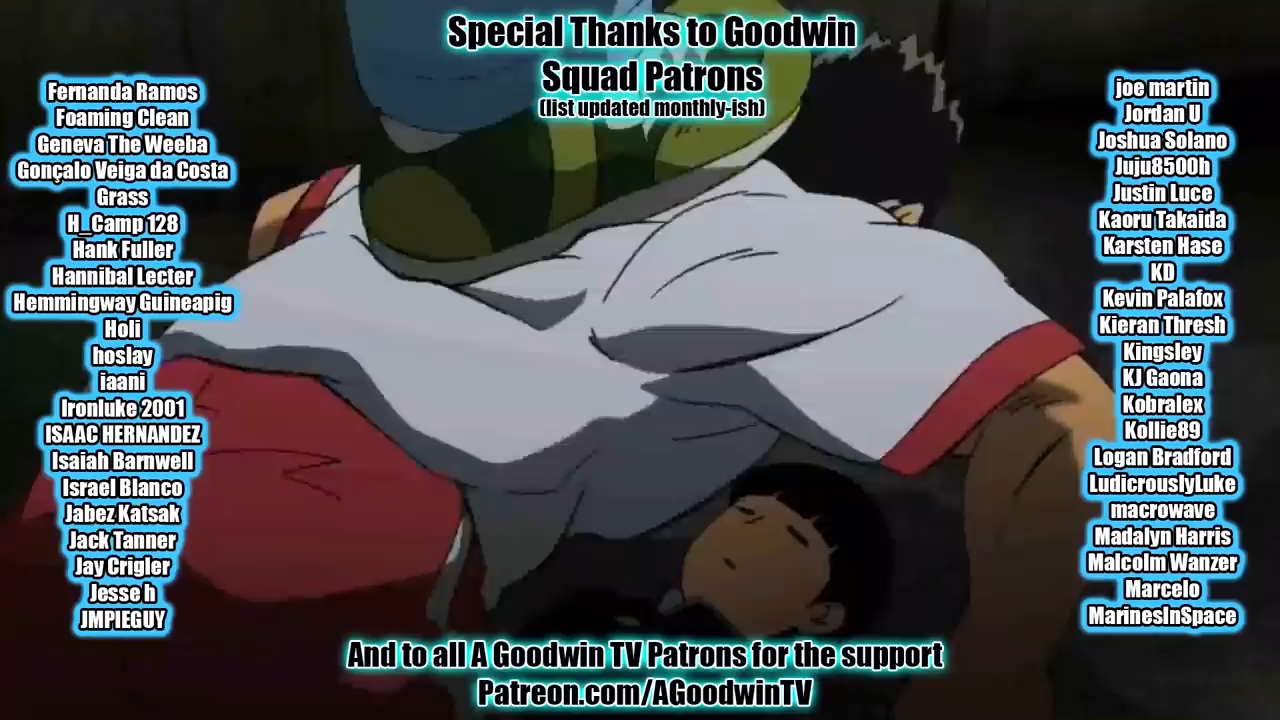 Special Thanks to Goodwin
Squad Patrons
(list updated monthly-ish)
Fernanda Ramos
Foaming Clean
Geneva The Weeba
Gonçalo Veiga da Costa
Grass
H_Camp 128
Hank Fuller
Hannibal Lecter
Hemmingway Guineapig
Holi
hoslay
iaani
Ironluke 2001
ISAAC HERNANDEZ
Isaiah Barnwell
Israel Blanco
Jabez Katsak
Jack Tanner
Jay Crigler
Jesse h
JMPIEGUY
joe martin
Jordan U
Joshua Solano
Juju8500h
Justin Luce
Kaoru Takaida
Karsten Hase
KD
Kevin Palafox
Kieran Thresh
Kingsley
KJ Gaona
Kobralex
Kollie89
Logan Bradford
LudicrouslyLuke
macrowave
Madalyn Harris
Malcolm Wanzer
Marcelo
MarinesInSpace
And to all A Goodwin TV Patrons for the support
Patreon.com/AGoodwinTV